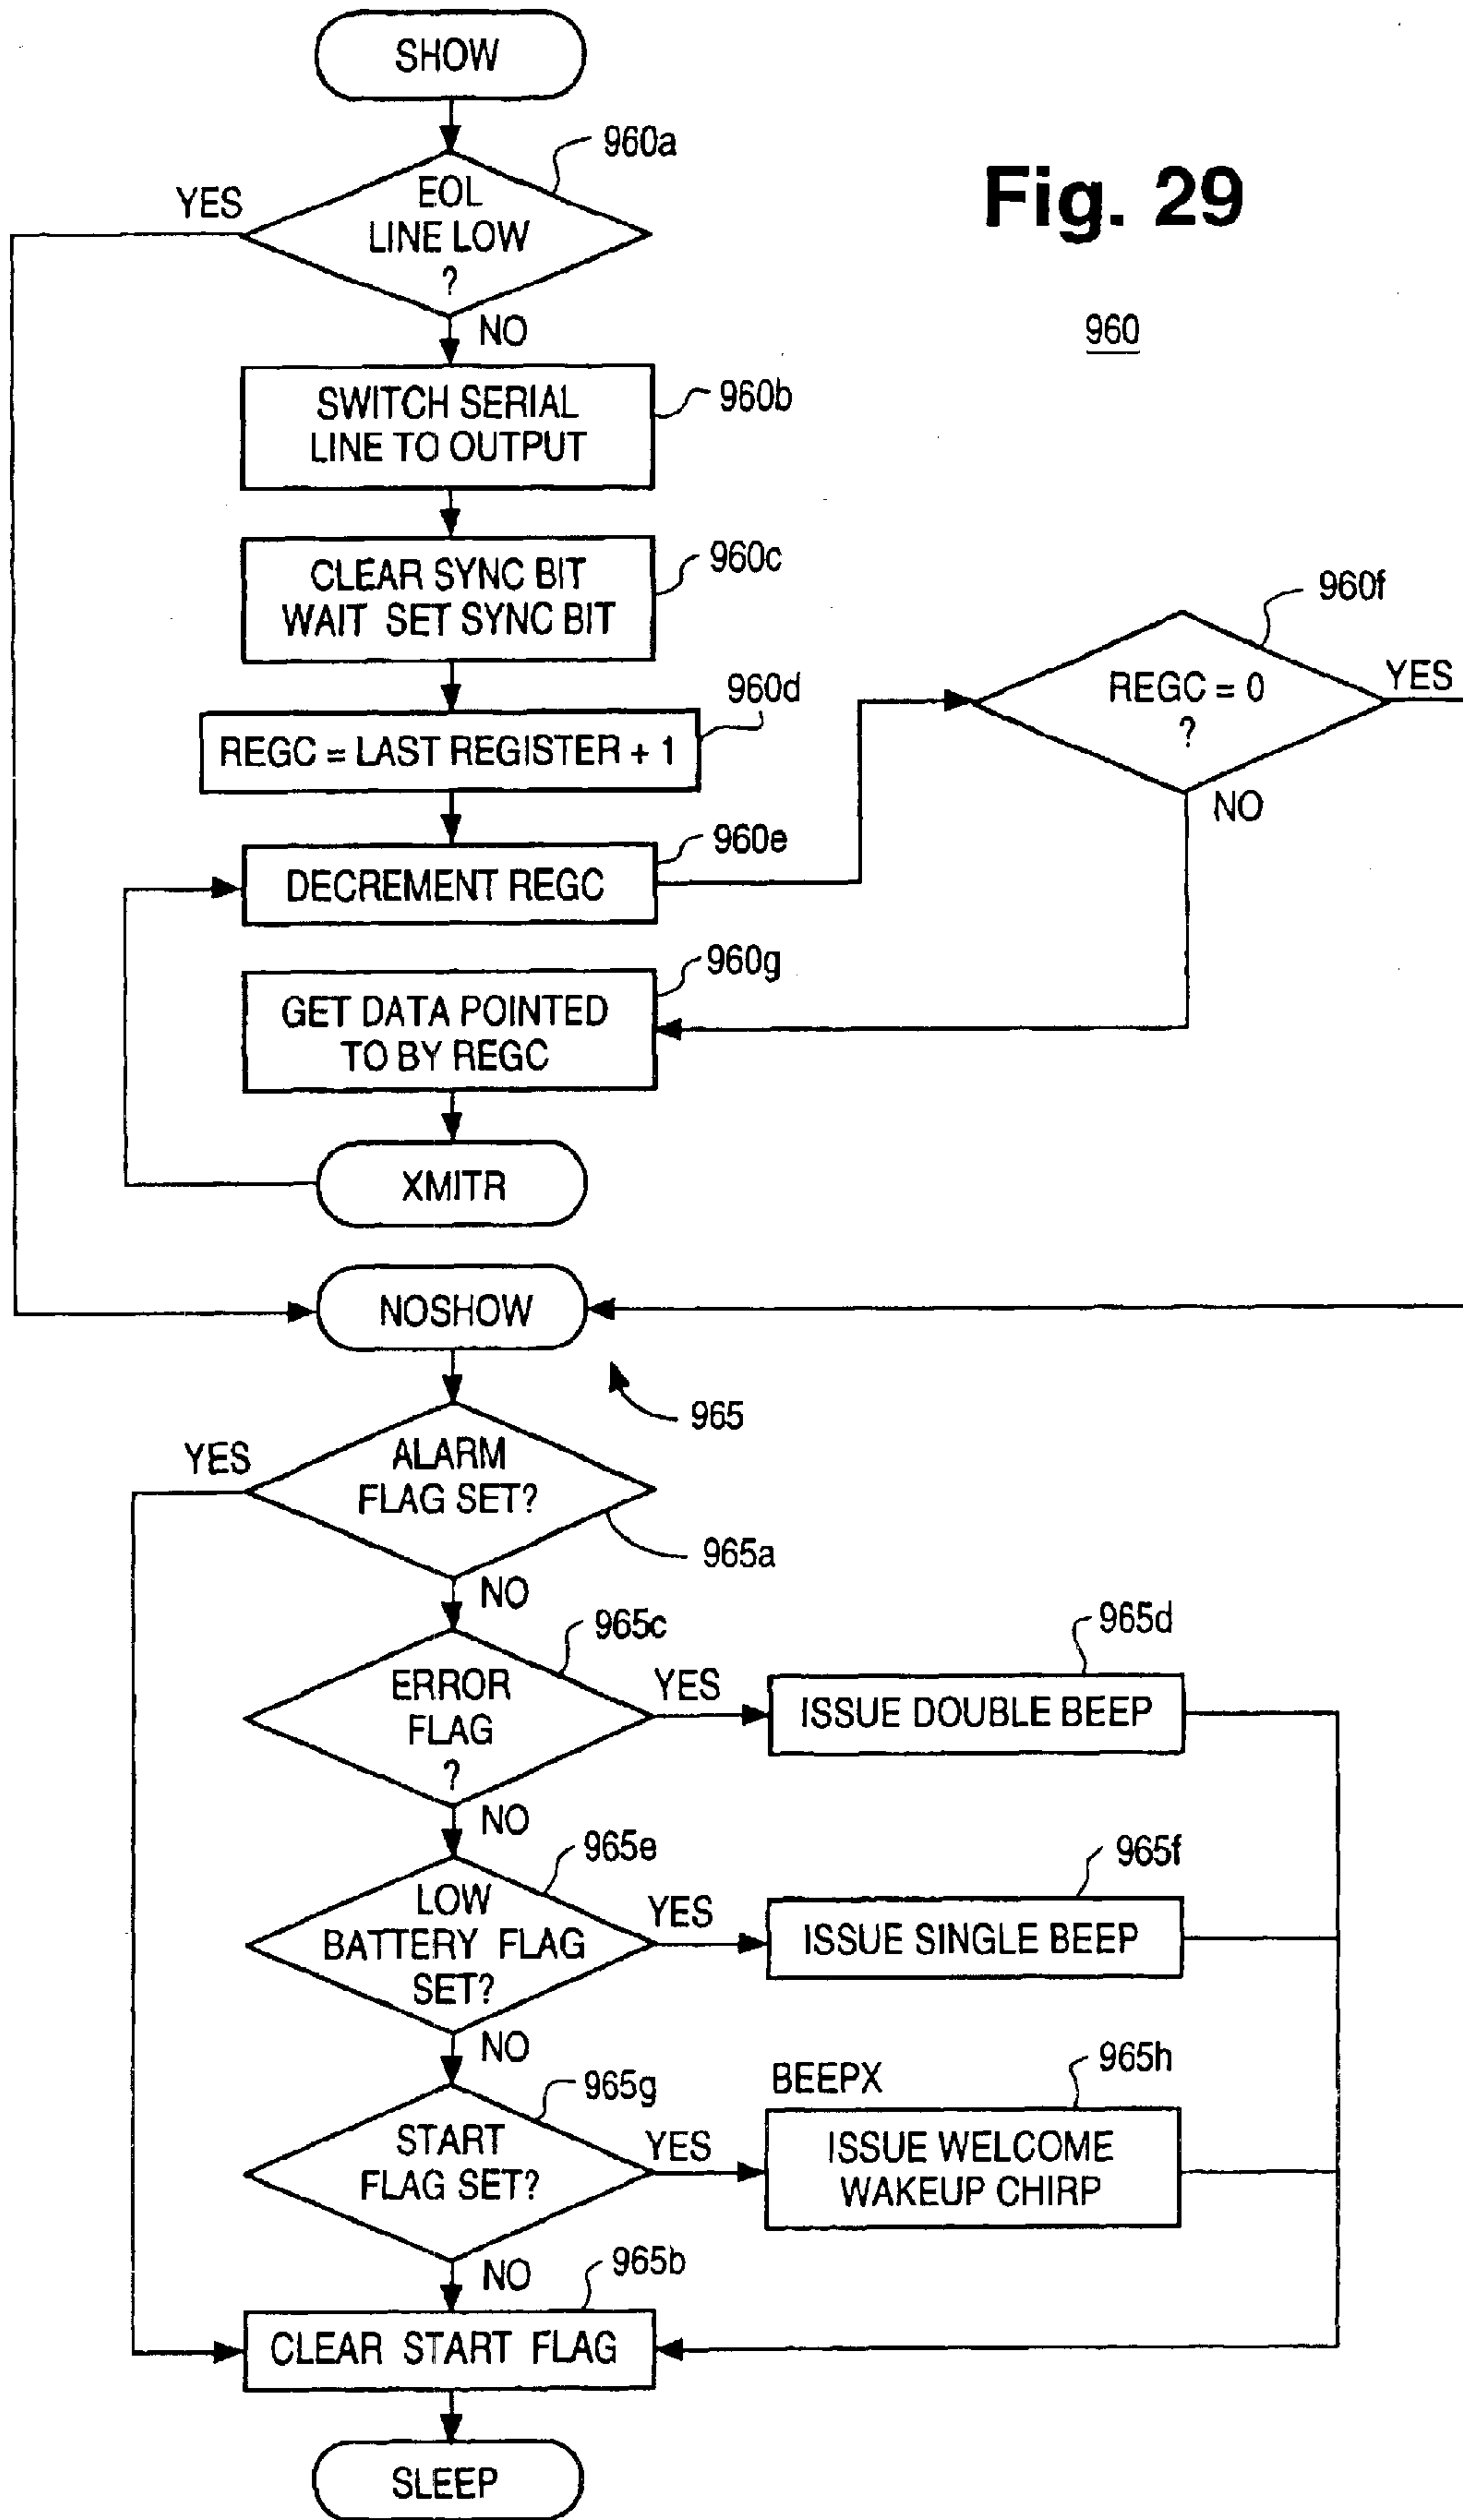 SHOW
960a
Fig. 29
YES
EOL
LINE LOW
?
NO
960
SWITCH SERIAL
LINE TO OUTPUT
960b
CLEAR SYNC BIT
WAIT SET SYNC BIT
960c
960f
REGC = 0
?
YES
NO
960d
REGC = LAST REGISTER + 1
960e
DECREMENT REGC
960g
GET DATA POINTED
TO BY REGC
XMITR
NOSHOW
965
YES
ALARM
FLAG SET?
965a
NO
965c
ERROR
FLAG
?
YES
965d
ISSUE DOUBLE BEEP
NO
965e
LOW
BATTERY FLAG
SET?
YES
965f
ISSUE SINGLE BEEP
NO
965g
START
FLAG SET?
YES
BEEPX
965h
ISSUE WELCOME
WAKEUP CHIRP
NO
965b
CLEAR START FLAG
SLEEP